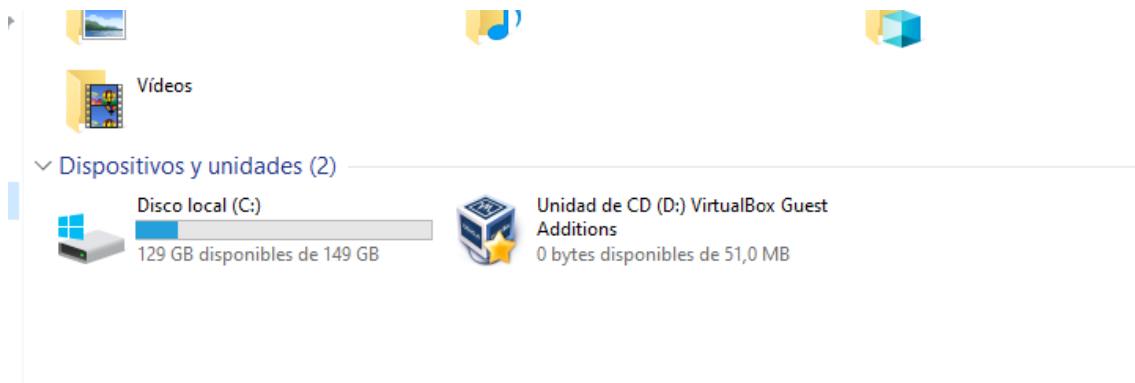 Vídeos
Dispositivos y unidades (2)
Disco local (C:)
129 GB disponibles de 149 GB
Unidad de CD (D:) VirtualBox Guest
Additions
0 bytes disponibles de 51,0 MB